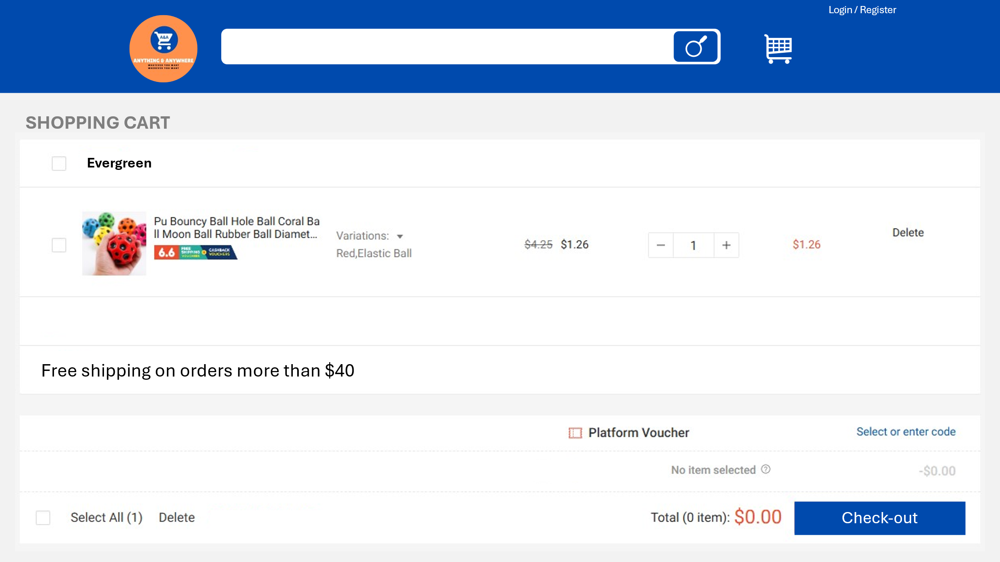 Login / Register
A&A
ANYTHING & ANYWHERE
WHATEVER YOU WANT
WHEREVER YOU WANT
SHOPPING CART
Evergreen
Pu Bouncy Ball Hole Ball Coral Ba
ll Moon Ball Rubber Ball Diamet...
6.6 FREE SHIPPING VOUCHERS CASHBACK VOUCHERS
Variations:
Red,Elastic Ball
$4.25 $1.26
1
$1.26
Delete
Free shipping on orders more than $40
Platform Voucher
Select or enter code
No item selected ?
-$0.00
Select All (1) Delete
Total (0 item): $0.00
Check-out